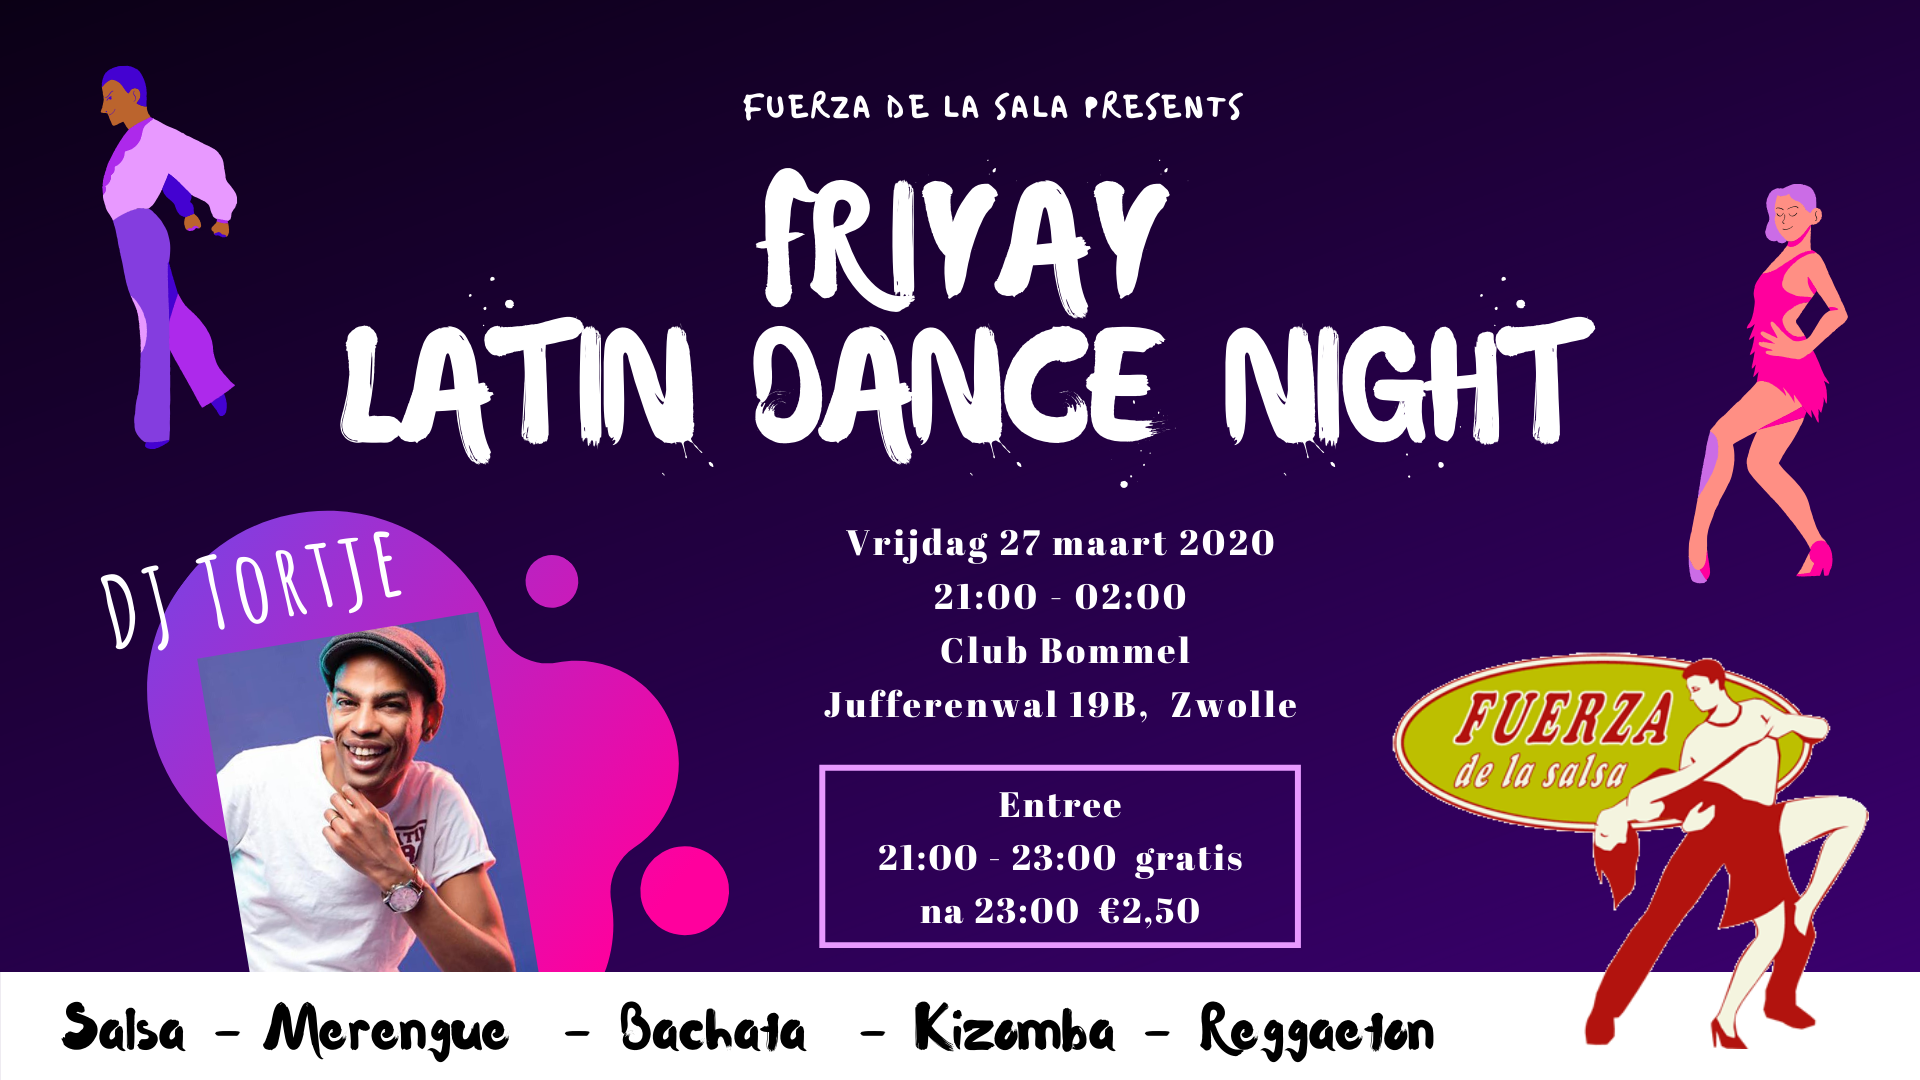 FUERZA DE LA SALA PRESENTS
FRIYAY
LATIN DANCE NIGHT
DJ TORTJE
Vrijdag 27 maart 2020
21:00 - 02:00
Club Bommel
Jufferenwal 19B, Zwolle
Entree
21:00 - 23:00 gratis
na 23:00 €2,50
FUERZA
de la salsa
Salsa - Merengue - Bachata - Kizomba - Reggaeton